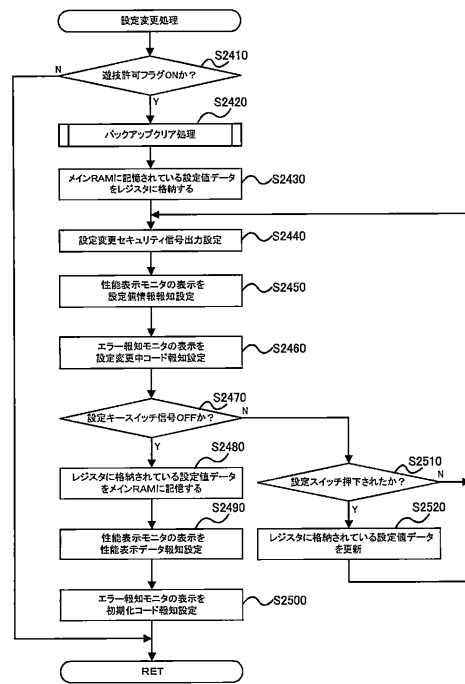 設定変更処理
S2410
遊技許可フラグONか？
N
Y
S2420
バックアップクリア処理
メインRAMに記憶されている設定値データ
をレジスタに格納する
S2430
設定変更セキュリティ信号出力設定
S2440
性能表示モニタの表示を
設定値情報報知設定
S2450
エラー報知モニタの表示を
設定変更中コード報知設定
S2460
S2470
設定キースイッチ信号OFFか？
N
Y
S2480
レジスタに格納されている設定値データ
をメインRAMに記憶する
S2510
設定スイッチ押下されたか？
N
Y
S2490
性能表示モニタの表示を
性能表示データ報知設定
S2520
レジスタに格納されている設定値データ
を更新
エラー報知モニタの表示を
初期化コード報知設定
S2500
RET